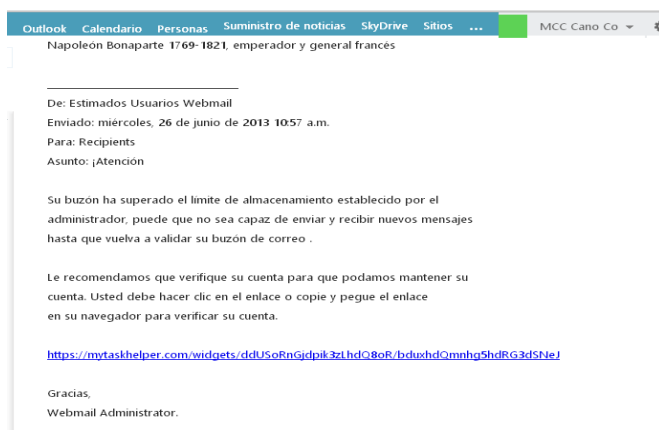 Outlook Calendario Personas Suministro de noticias SkyDrive Sitios ... MCC Cano Co
Napoleón Bonaparte 1769-1821, emperador y general francés
De: Estimados Usuarios Webmail
Enviado: miércoles, 26 de junio de 2013 10:57 a.m.
Para: Recipients
Asunto: ¡Atención
Su buzón ha superado el límite de almacenamiento establecido por el
administrador, puede que no sea capaz de enviar y recibir nuevos mensajes
hasta que vuelva a validar su buzón de correo .
Le recomendamos que verifique su cuenta para que podamos mantener su
cuenta. Usted debe hacer clic en el enlace o copie y pegue el enlace
en su navegador para verificar su cuenta.
https://mytaskhelper.com/widgets/ddUSoRnGjdpik3zLhdQ8oR/bduxhdQmnhg5hdRG3dSNeJ
Gracias,
Webmail Administrator.